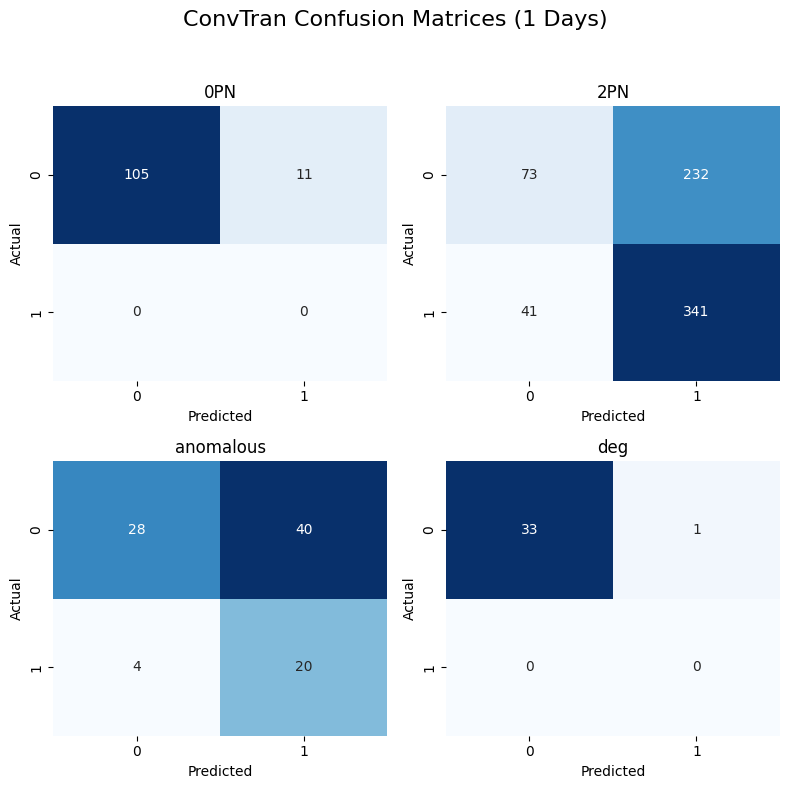 ConvTran Confusion Matrices (1 Days)
0PN
2PN
0
105
11
0
73
232
Actual
Actual
1
0
0
1
41
341
0
1
0
1
Predicted
Predicted
anomalous
deg
0
28
40
0
33
1
Actual
Actual
1
4
20
1
0
0
0
1
0
1
Predicted
Predicted